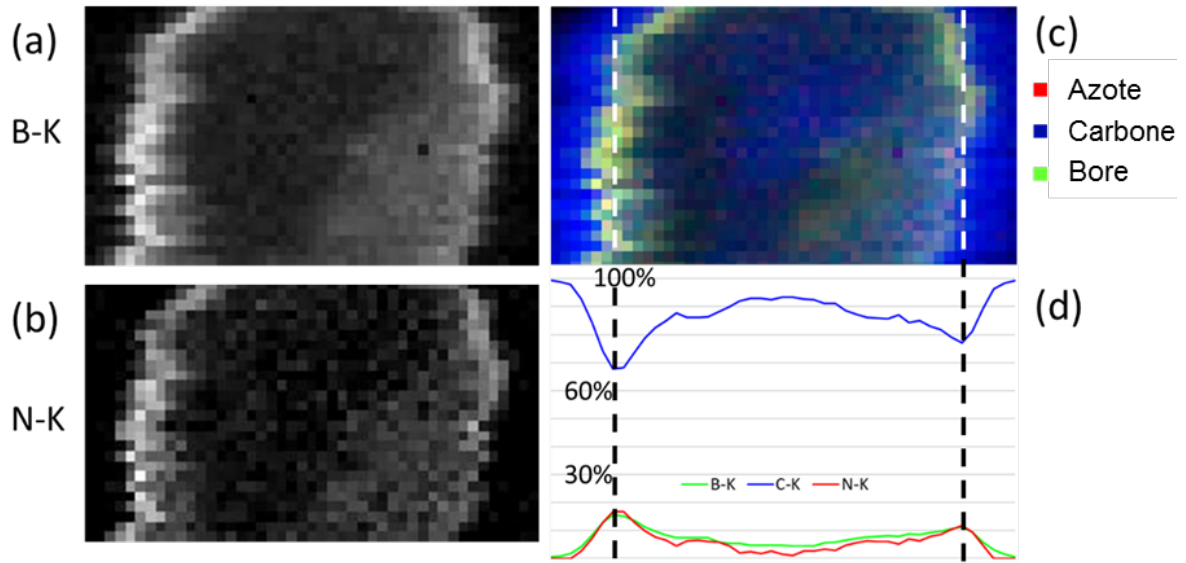 (a)
B-K
(b)
N-K
(c)
Azote
Carbone
Bore
100%
(d)
60%
30%
B-K C-K N-K